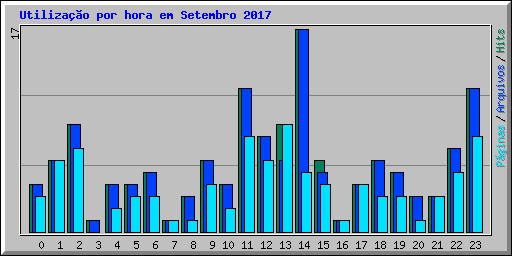 Utilização por hora em Setembro 2017
17
Páginas / Arquivos / Hits
0 1 2 3 4 5 6 7 8 9 10 11 12 13 14 15 16 17 18 19 20 21 22 23